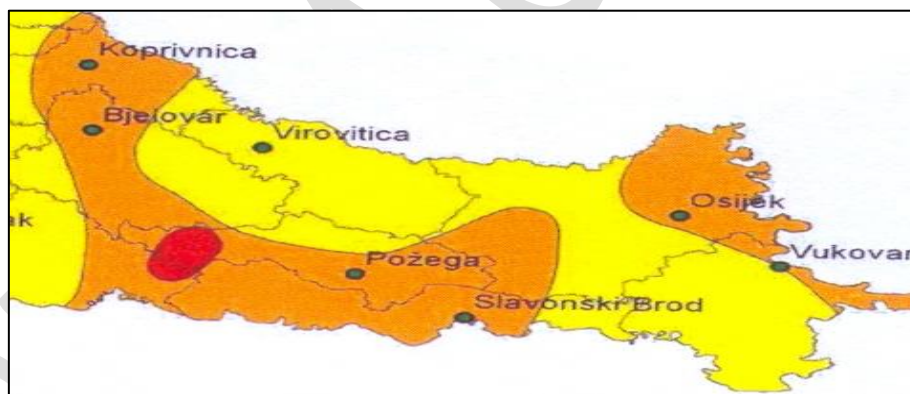 Koprivnica
Bjelovar
Virovitica
Osijek
ak
Vukovar
Požega
Slavonski Brod